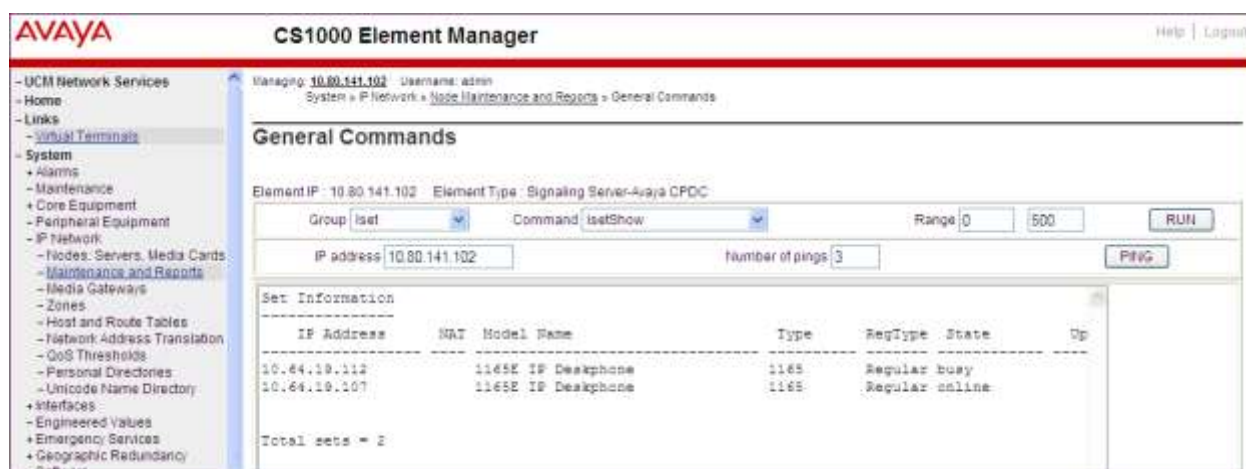 AVAYA
CS1000 Element Manager
Help | Logout
- UCM Network Services
- Home
- Links
- Virtual Terminals
- System
+ Alarms
- Maintenance
+ Core Equipment
- Peripheral Equipment
- IP Network
- Nodes: Servers, Media Cards
- Maintenance and Reports
- Media Gateways
- Zones
- Host and Route Tables
- Network Address Translation
- QoS Thresholds
- Personal Directories
- Unicode Name Directory
+ Interfaces
- Engineered Values
+ Emergency Services
+ Geographic Redundancy
Managing: 10.80.141.102 Username: admin
System » IP Network » Node Maintenance and Reports » General Commands
General Commands
Element IP : 10.80.141.102 Element Type : Signaling Server-Avaya CPDC
Group Iset Command isetShow Range 0 500 RUN
IP address 10.80.141.102 Number of pings 3 PING
Set Information
---------------
IP Address NAT Model Name Type RegType State Up
10.64.19.112 1165E IP Deskphone 1165 Regular busy
10.64.19.107 1165E IP Deskphone 1165 Regular online
Total sets = 2